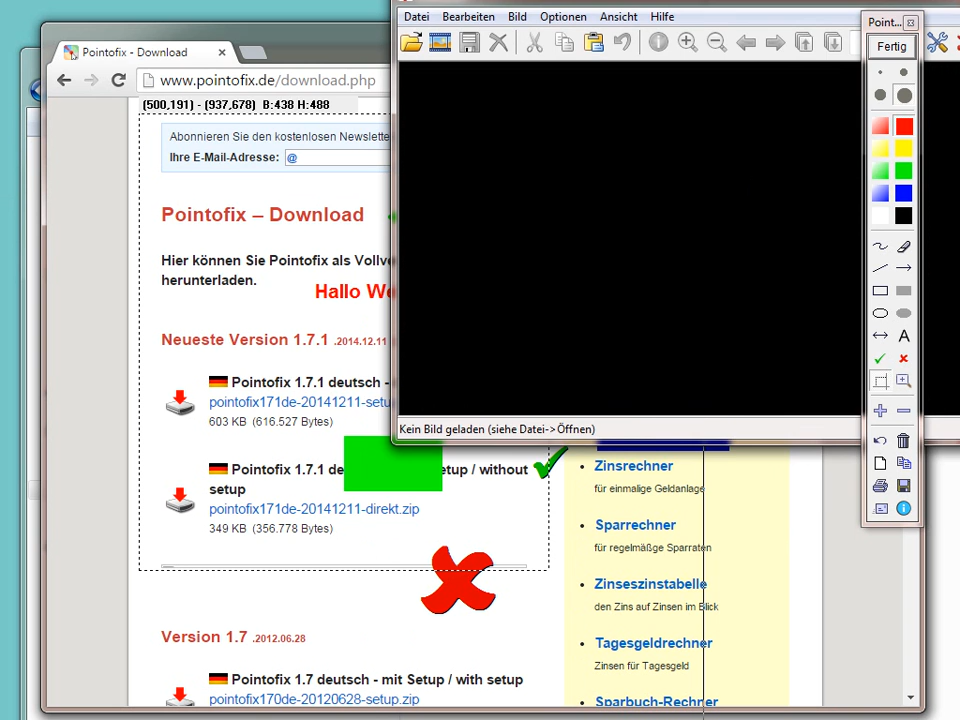 Pointofix - Download
www.pointofix.de/download.php
(500,191) - (937,678) B:438 H:488
Abonnieren Sie den kostenlosen Newslette
Ihre E-Mail-Adresse: @
Pointofix – Download
Hier können Sie Pointofix als Vollve
herunterladen.
Hallo We
Neueste Version 1.7.1 .2014.12.11
Pointofix 1.7.1 deutsch -
pointofix171de-20141211-setu
603 KB (616.527 Bytes)
Pointofix 1.7.1 de etup / without
setup
pointofix171de-20141211-direkt.zip
349 KB (356.778 Bytes)
Version 1.7 .2012.06.28
Pointofix 1.7 deutsch - mit Setup / with setup
pointofix170de-20120628-setup.zip
Datei Bearbeiten Bild Optionen Ansicht Hilfe
Kein Bild geladen (siehe Datei->Öffnen)
Zinsrechner
für einmalige Geldanlage
Sparrechner
für regelmäßge Sparraten
Zinseszinstabelle
den Zins auf Zinsen im Blick
Tagesgeldrechner
Zinsen für Tagesgeld
Sparbuch-Rechner
Point...
Fertig
A